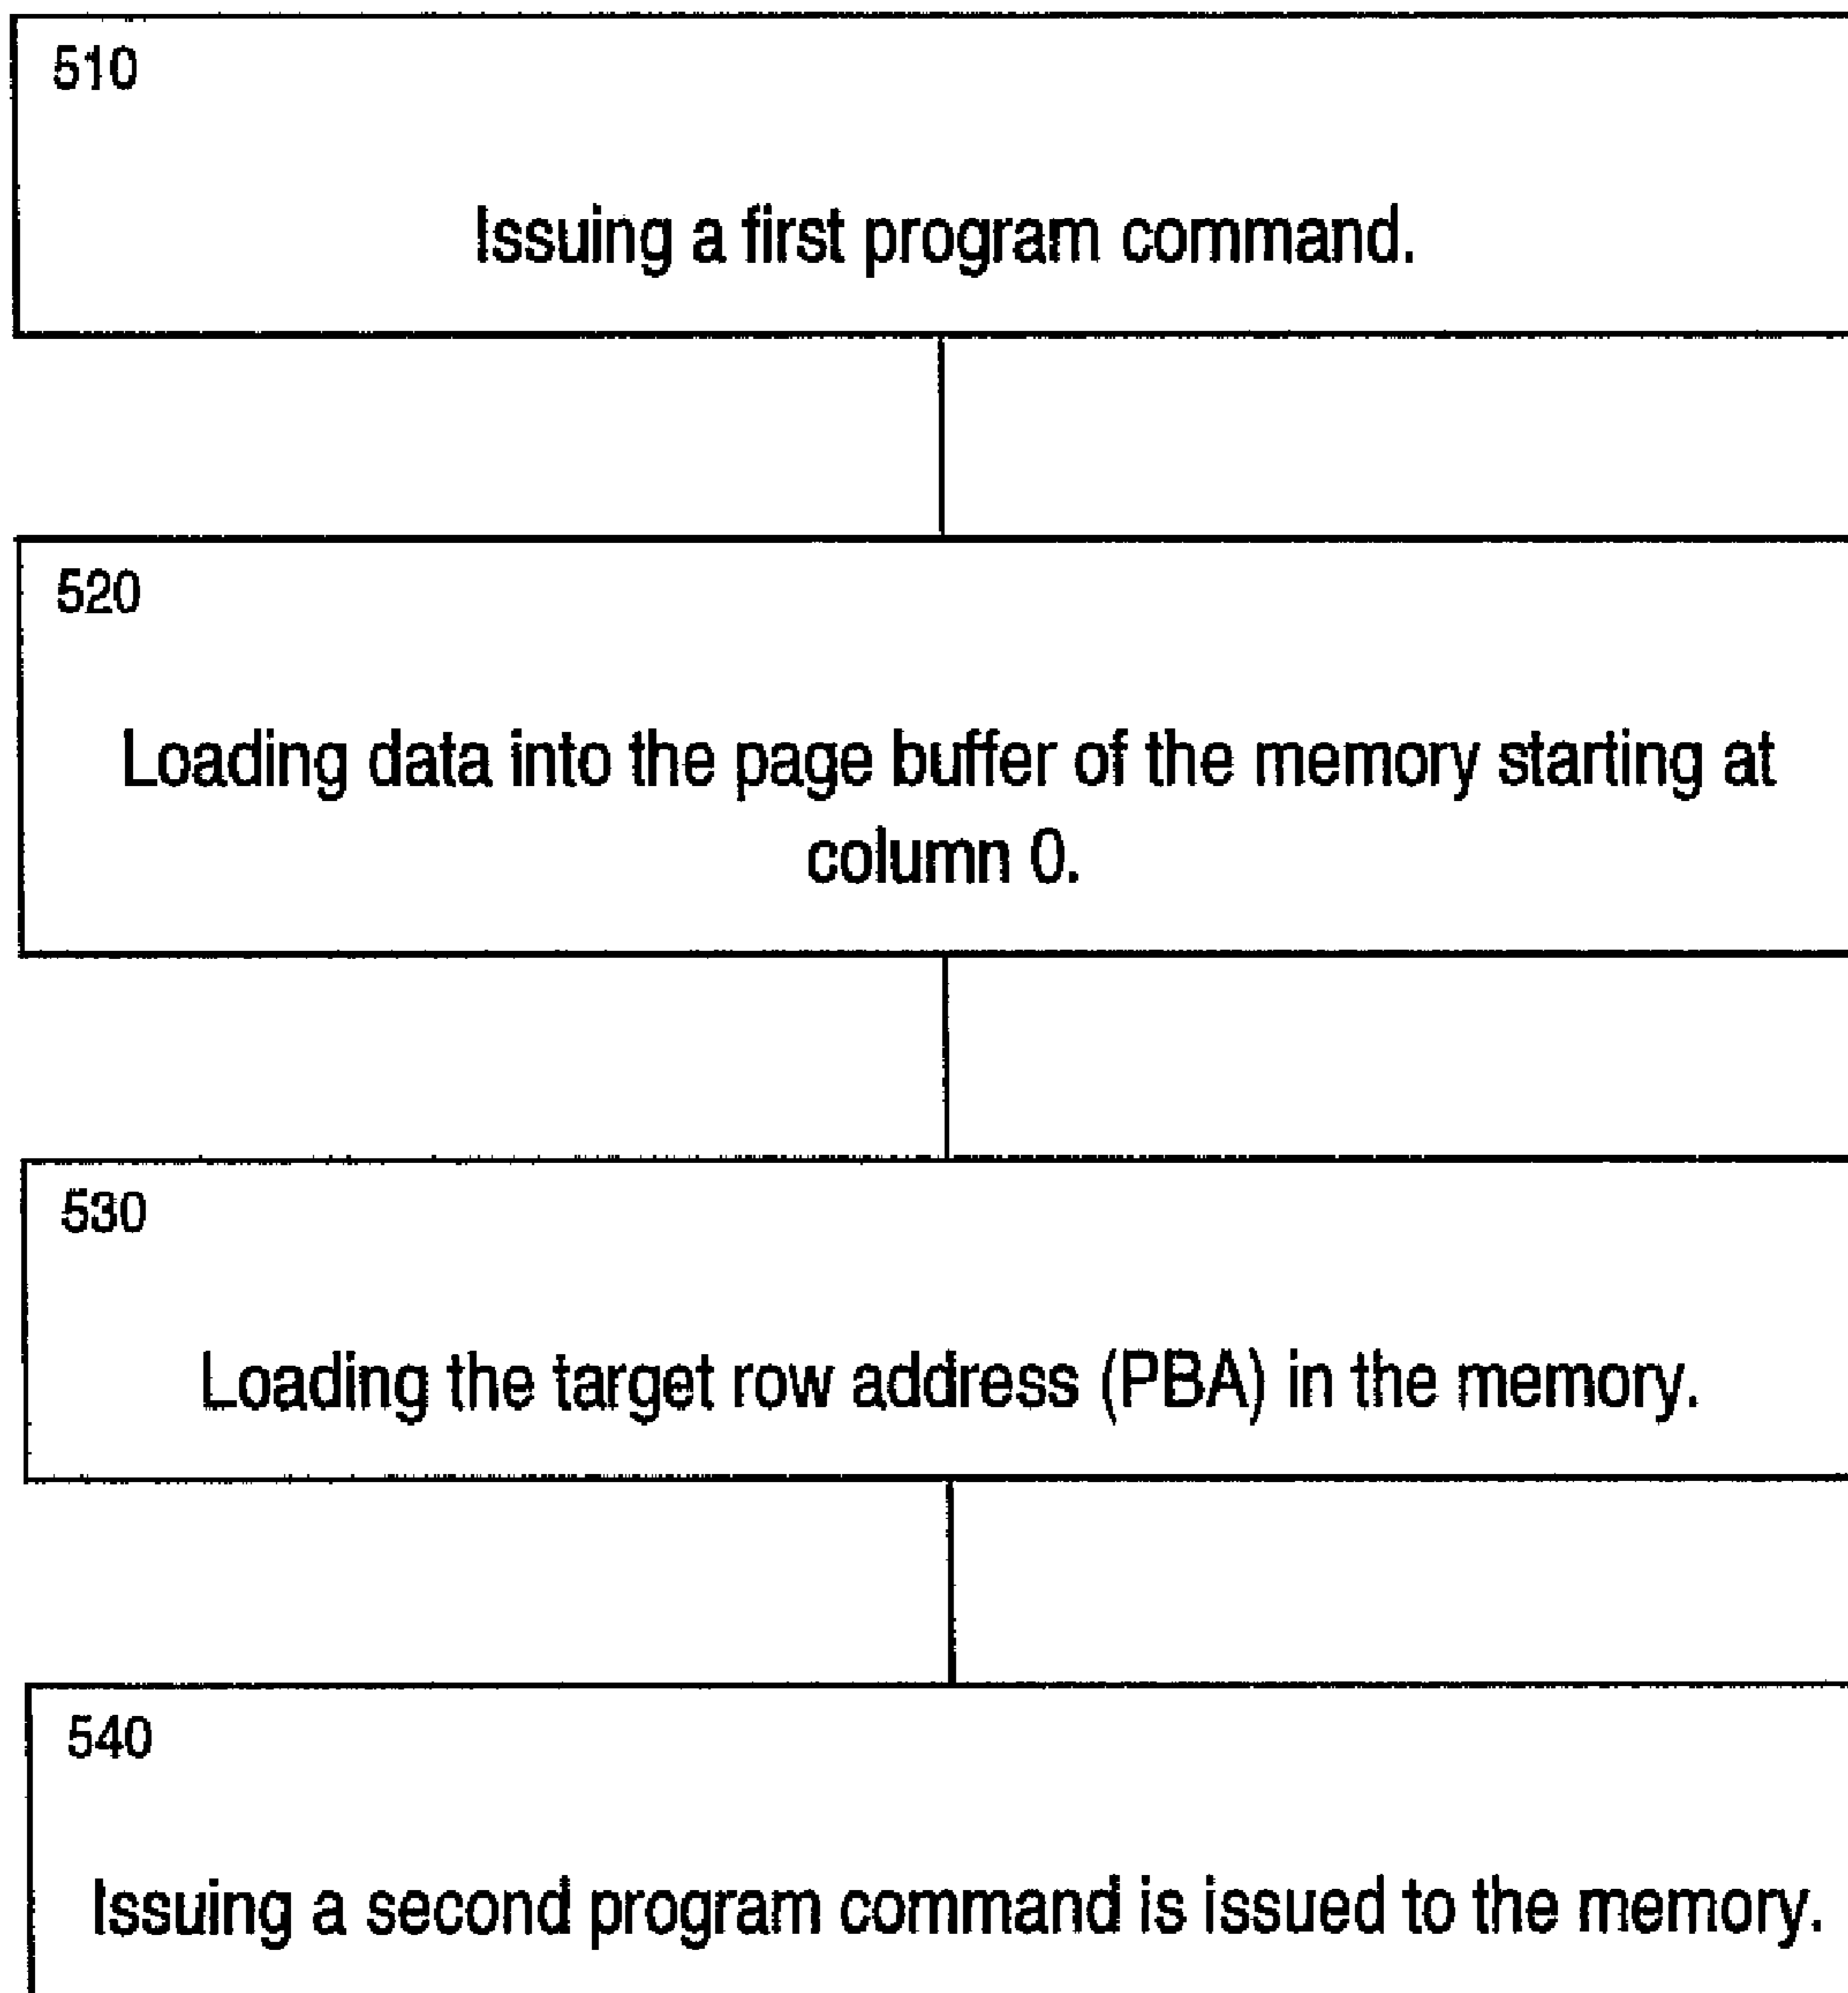 510
Issuing a first program command.
520
Loading data into the page buffer of the memory starting at
column 0.
530
Loading the target row address (PBA) in the memory.
540
Issuing a second program command is issued to the memory.